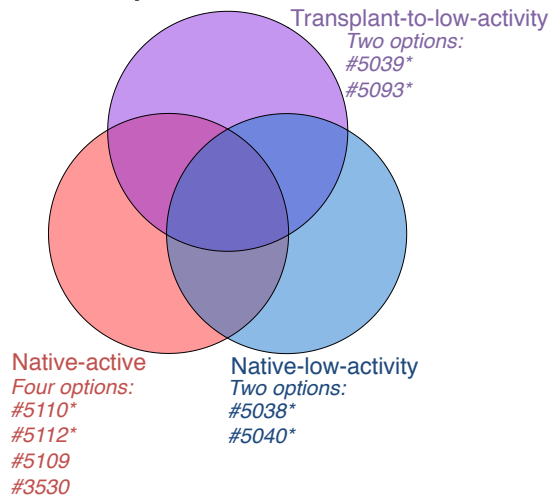 Transplant-to-low-activity
Two options:
#5039*
#5093*
Native-active
Four options:
#5110*
#5112*
#5109
#3530
Native-low-activity
Two options:
#5038*
#5040*